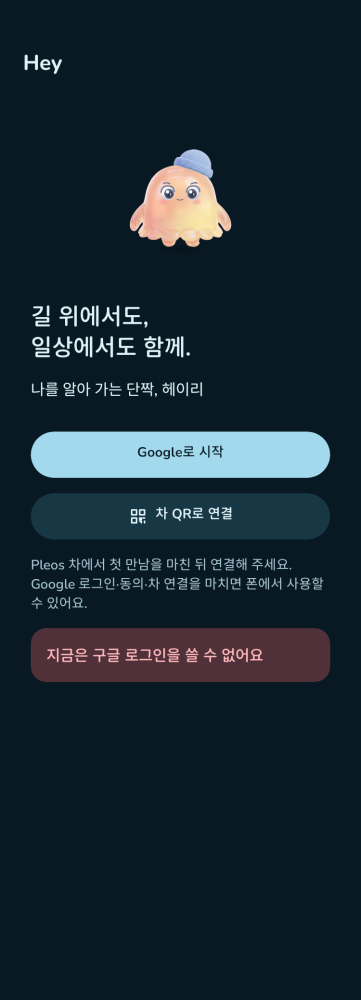 Hey
길 위에서도,
일상에서도 함께.
나를 알아 가는 단짝, 헤이리
Google로 시작
차 QR로 연결
Pleos 차에서 첫 만남을 마친 뒤 연결해 주세요.
Google 로그인·동의·차 연결을 마치면 폰에서 사용할
수 있어요.
지금은 구글 로그인을 쓸 수 없어요